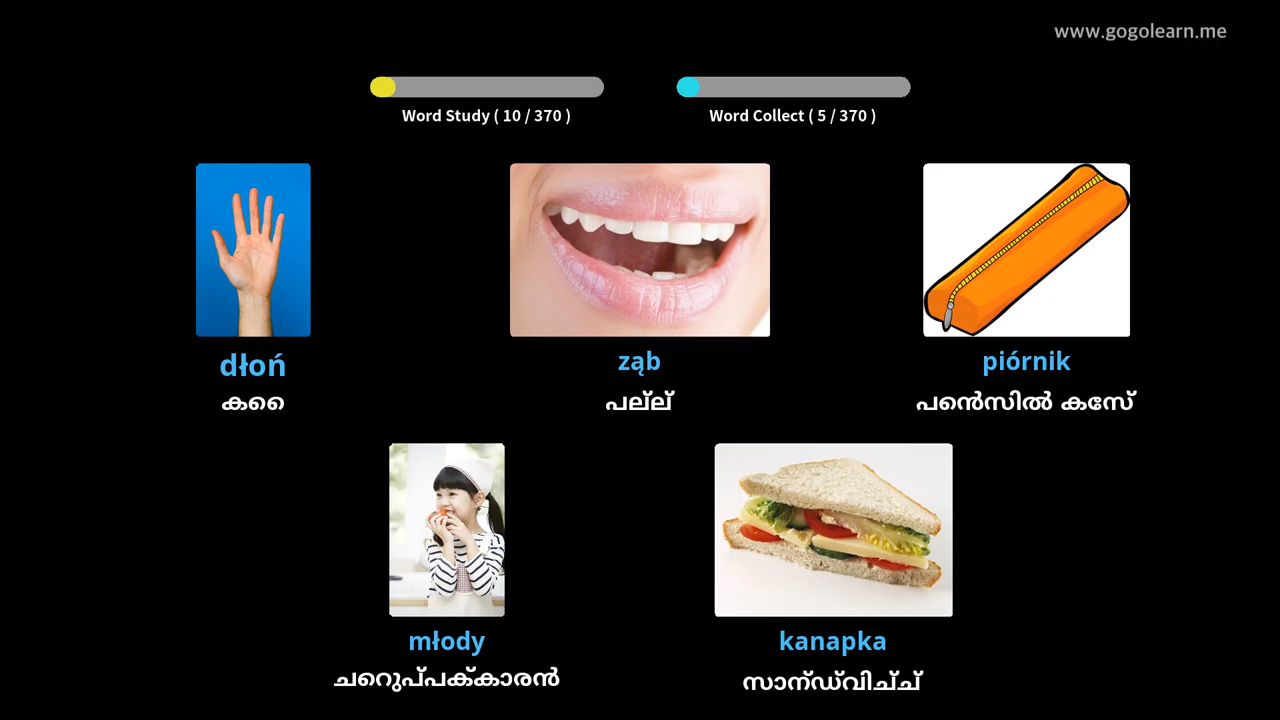 www.gogolearn.me
Word Study ( 10 / 370 )
Word Collect ( 5 / 370 )
dłoń
കൈ
ząb
പല്ല്
piórnik
പെൻസിൽ കേസ്
młody
ചെറുപ്പക്കാരൻ
kanapka
സാന്ഡ്‌വിച്ച്